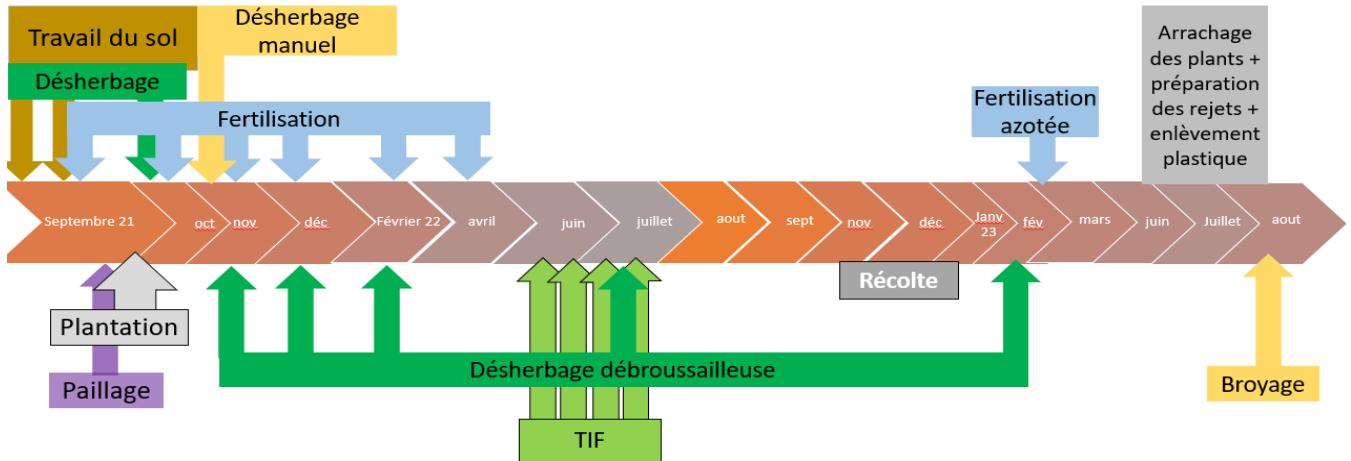 Travail du sol
Désherbage
manuel
Désherbage
Fertilisation
Fertilisation
azotée
Arrachage
des plants +
préparation
des rejets +
enlèvement
plastique
Septembre 21
oct
nov
déc
Février 22
avril
juin
juillet
aout
sept
nov
déc
Janv
23
fév
mars
juin
Juillet
aout
Récolte
Plantation
Paillage
Désherbage débroussailleuse
Broyage
TIF